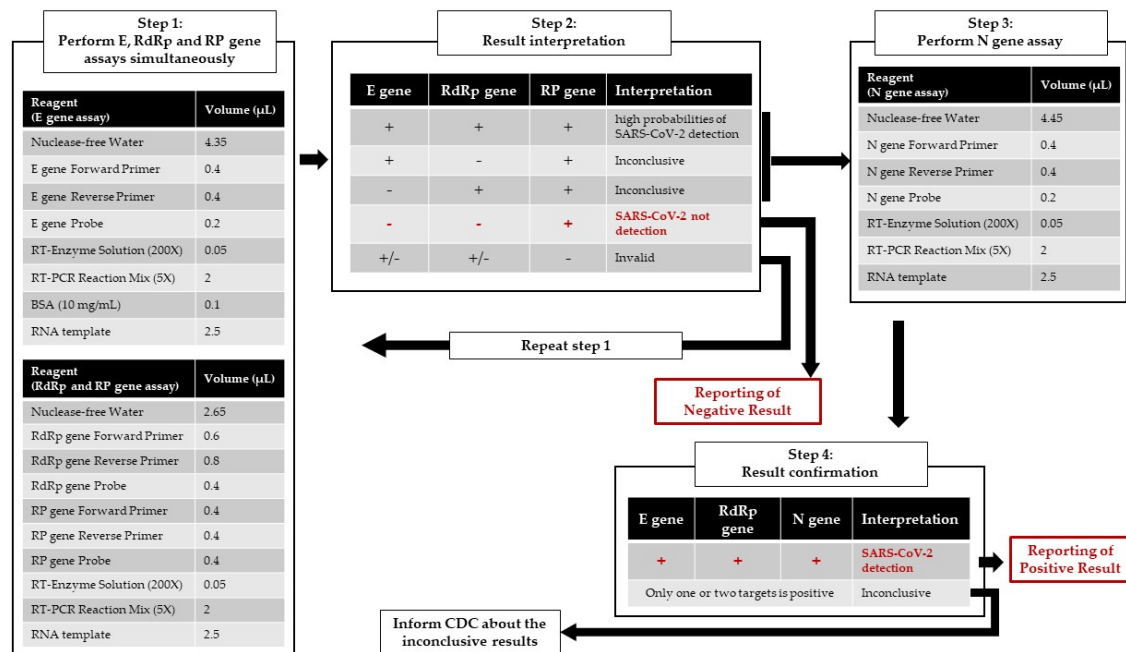 Step 1:
Perform E, RdRp and RP gene
assays simultaneously
Reagent
(E gene assay)
Volume (µL)
Nuclease-free Water 4.35
E gene Forward Primer 0.4
E gene Reverse Primer 0.4
E gene Probe 0.2
RT-Enzyme Solution (200X) 0.05
RT-PCR Reaction Mix (5X) 2
BSA (10 mg/mL) 0.1
RNA template 2.5
Reagent
(RdRp and RP gene assay)
Volume (µL)
Nuclease-free Water 2.65
RdRp gene Forward Primer 0.6
RdRp gene Reverse Primer 0.8
RdRp gene Probe 0.4
RP gene Forward Primer 0.4
RP gene Reverse Primer 0.4
RP gene Probe 0.4
RT-Enzyme Solution (200X) 0.05
RT-PCR Reaction Mix (5X) 2
RNA template 2.5
Step 2:
Result interpretation
E gene RdRp gene RP gene Interpretation
+ + + high probabilities of
SARS-CoV-2 detection
+ - + Inconclusive
- + + Inconclusive
- - + SARS-CoV-2 not
detection
+/- +/- - Invalid
Repeat step 1
Reporting of
Negative Result
Step 3:
Perform N gene assay
Reagent
(N gene assay)
Volume (µL)
Nuclease-free Water 4.45
N gene Forward Primer 0.4
N gene Reverse Primer 0.4
N gene Probe 0.2
RT-Enzyme Solution (200X) 0.05
RT-PCR Reaction Mix (5X) 2
RNA template 2.5
Step 4:
Result confirmation
E gene RdRp
gene N gene Interpretation
+ + + SARS-CoV-2
detection
Only one or two targets is positive Inconclusive
Reporting of
Positive Result
Inform CDC about the
inconclusive results